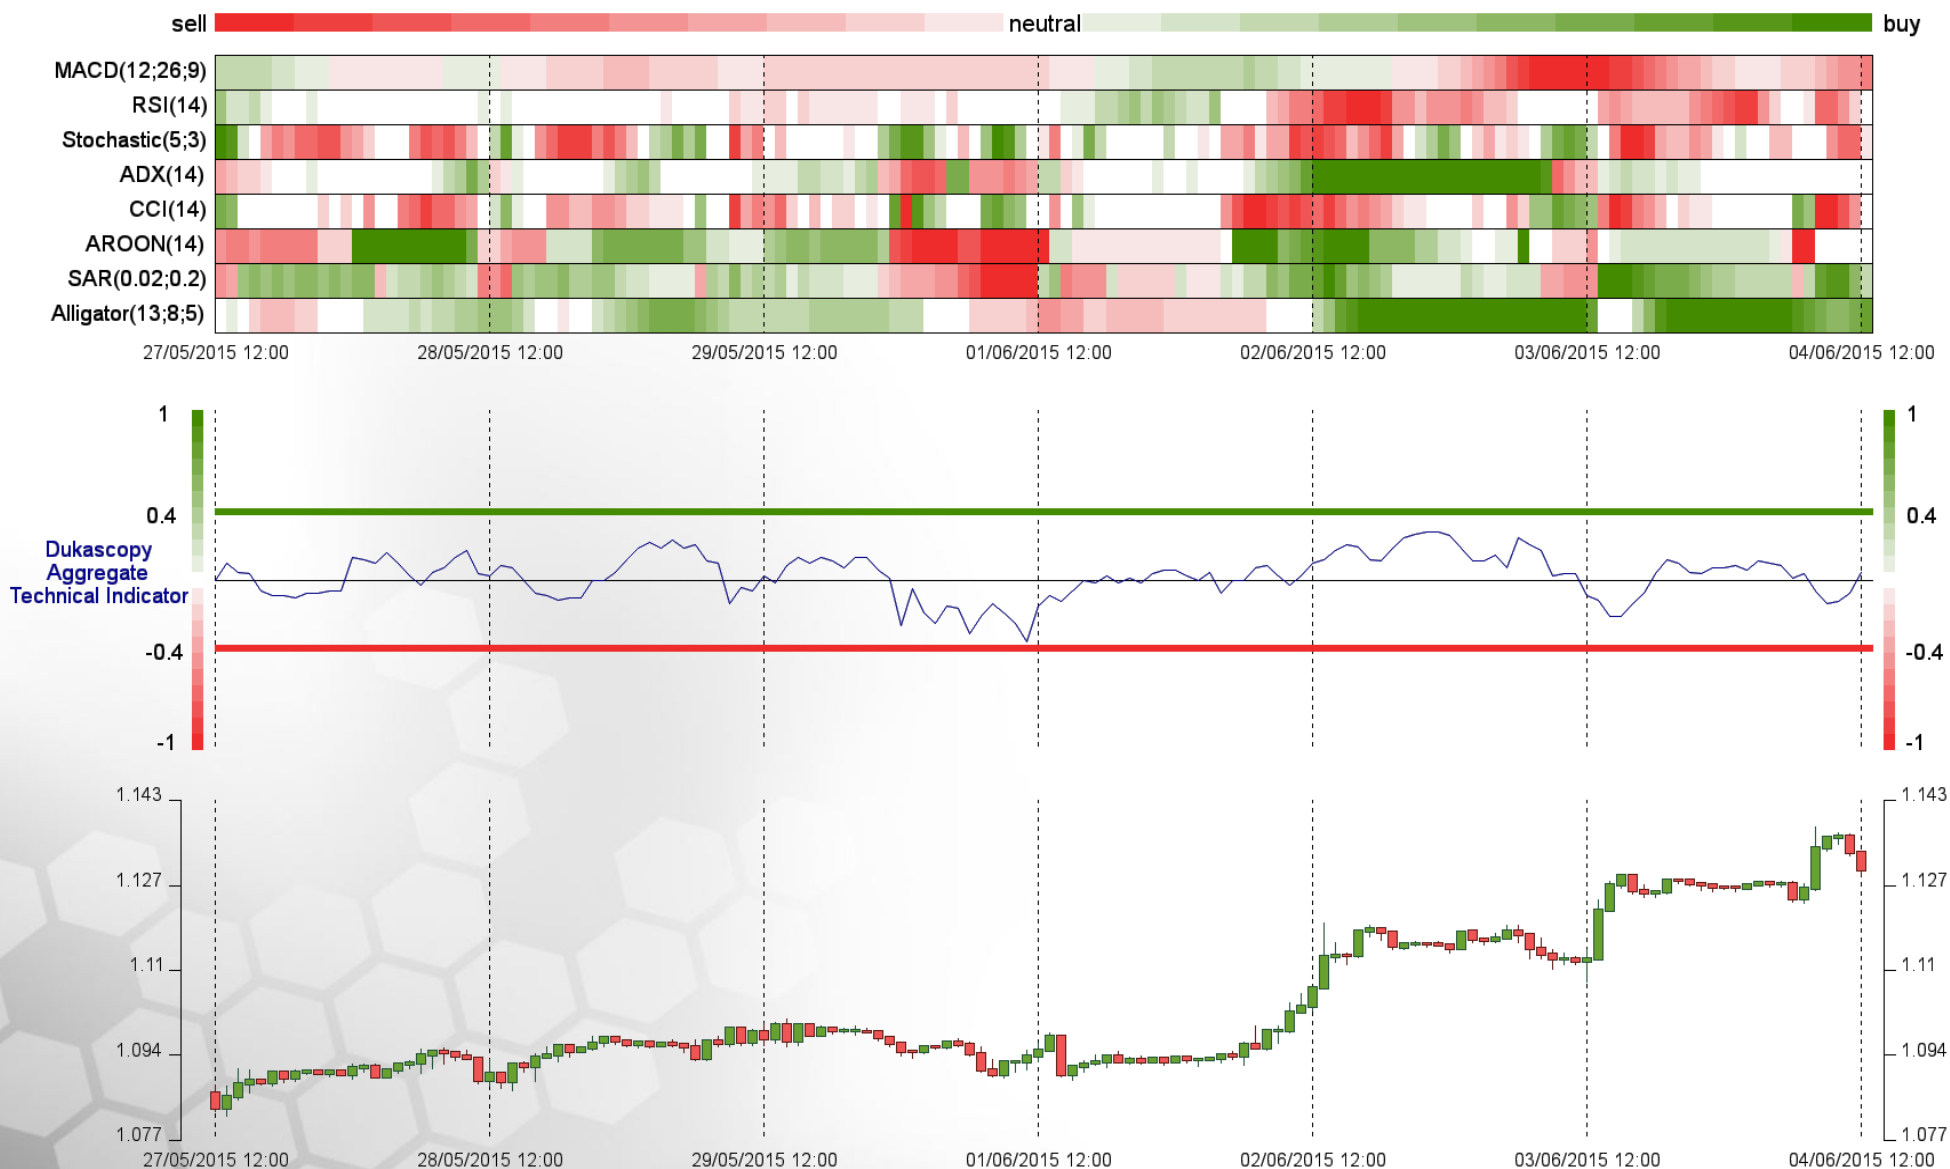 sell neutral buy
MACD(12;26;9)
RSI(14)
Stochastic(5;3)
ADX(14)
CCI(14)
AROON(14)
SAR(0.02;0.2)
Alligator(13;8;5)
27/05/2015 12:00 28/05/2015 12:00 29/05/2015 12:00 01/06/2015 12:00 02/06/2015 12:00 03/06/2015 12:00 04/06/2015 12:00
1 1
0.4 0.4
Dukascopy
Aggregate
Technical Indicator
-0.4 -0.4
-1 -1
1.143 1.143
1.127 1.127
1.11 1.11
1.094 1.094
1.077 1.077
27/05/2015 12:00 28/05/2015 12:00 29/05/2015 12:00 01/06/2015 12:00 02/06/2015 12:00 03/06/2015 12:00 04/06/2015 12:00